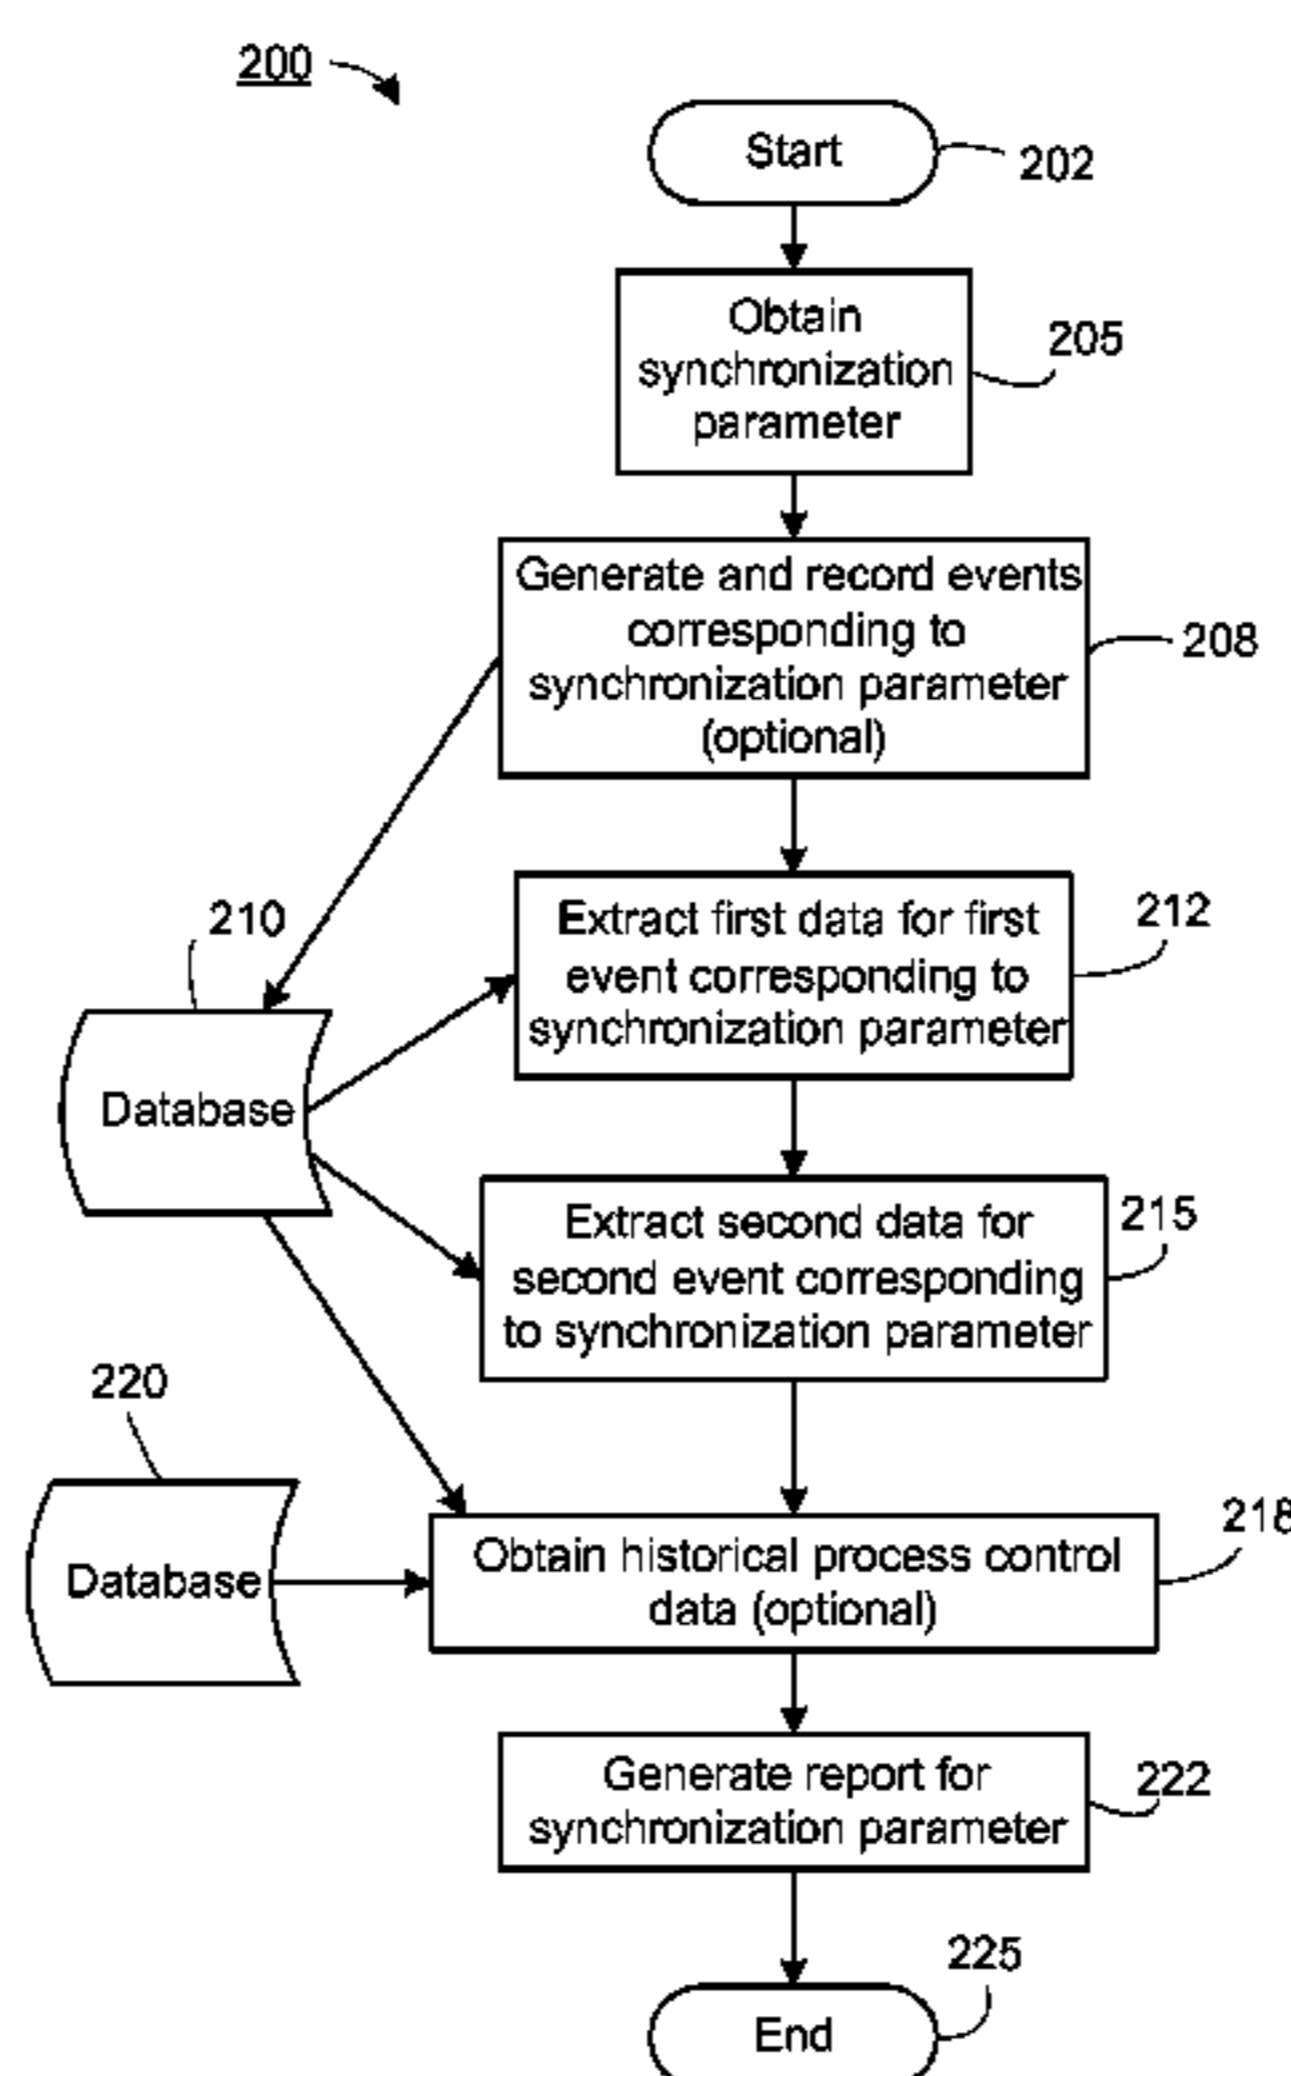 200
Start
202
Obtain
synchronization
parameter
205
Generate and record events
corresponding to
synchronization parameter
(optional)
208
210
Database
Extract first data for first
event corresponding to
synchronization parameter
212
Extract second data for
second event corresponding
to synchronization parameter
215
220
Database
Obtain historical process control
data (optional)
218
Generate report for
synchronization parameter
222
225
End